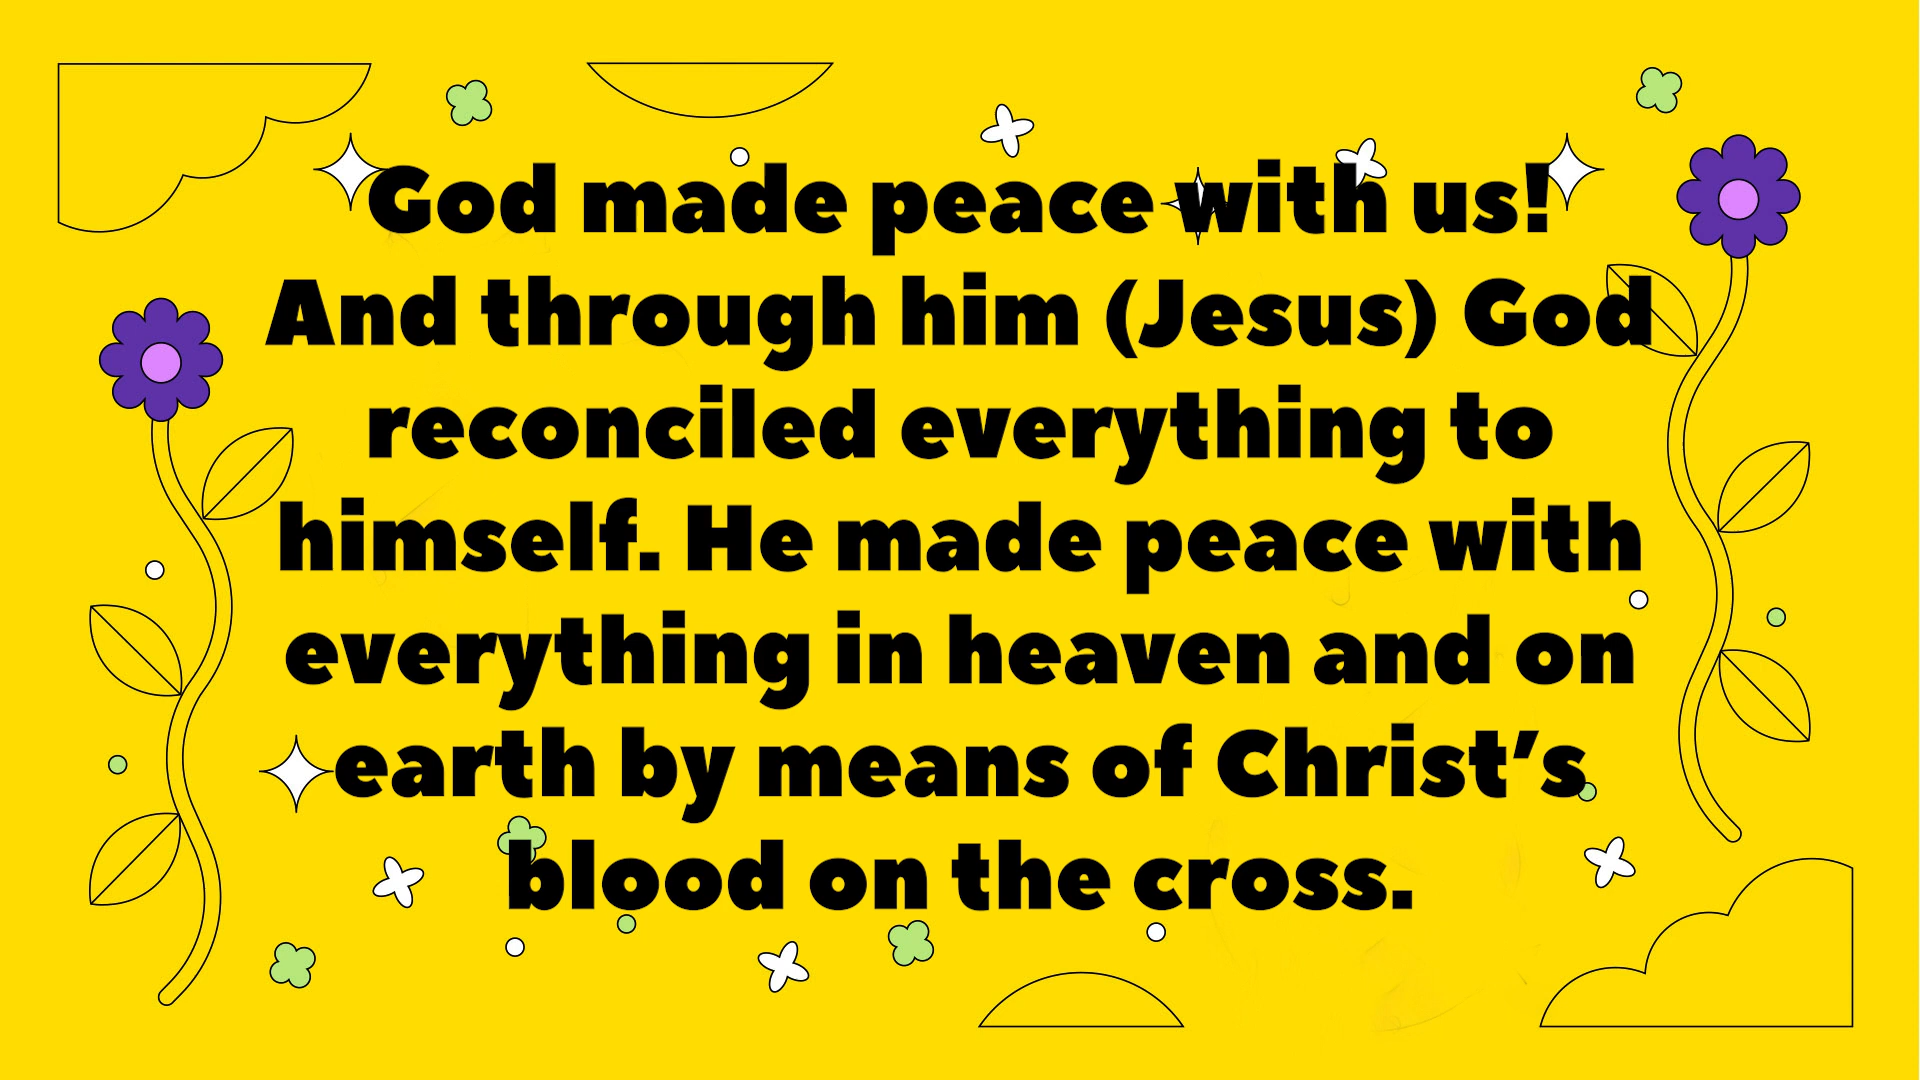 God made peace with us!
And through him (Jesus) God
reconciled everything to
himself. He made peace with
everything in heaven and on
earth by means of Christ’s
blood on the cross.